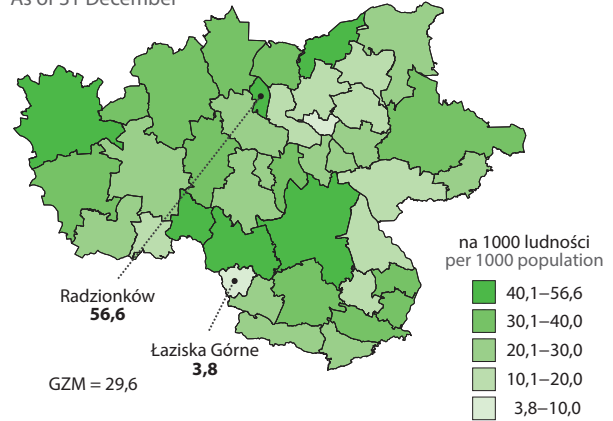 As of 31 December
na 1000 ludności
per 1000 population
40,1–56,6
30,1–40,0
20,1–30,0
10,1–20,0
3,8–10,0
Radzionków
56,6
Łaziska Górne
3,8
GZM = 29,6